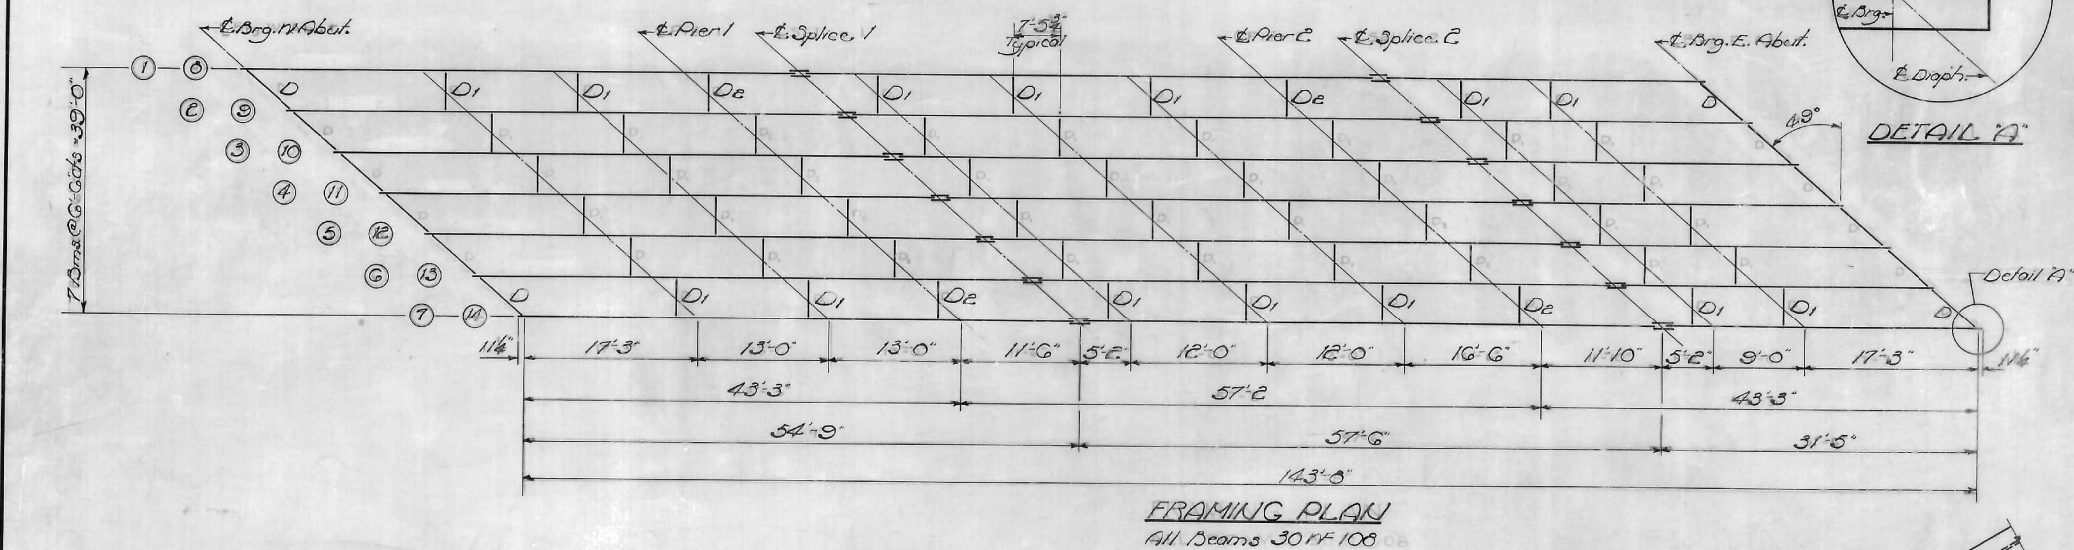 ℄ Brg. W. Abut.
℄ Pier 1
℄ Splice 1
7'-5¾"
Typical
℄ Pier 2
℄ Splice 2
℄ Brg. E. Abut.
℄ Brg.
℄ Diaph.
DETAIL "A"
49°
1 8
2 9
3 10
4 11
5 12
6 13
7 14
7 Bms @ 6'-6" cts = 39'-0"
D D1 D1 D2 D1 D1 D1 D2 D1 D1 D
D D1 D1 D2 D1 D1 D1 D2 D1 D1 D
Detail "A"
11¼" 17'-3" 13'-0" 13'-0" 11'-6" 5'-2" 12'-0" 12'-0" 16'-6" 11'-10" 5'-2" 9'-0" 17'-3" 11¼"
43'-3" 57'-2 43'-3"
54'-9" 57'-6" 31'-5"
143'-8"
FRAMING PLAN
All Beams 30 WF 108